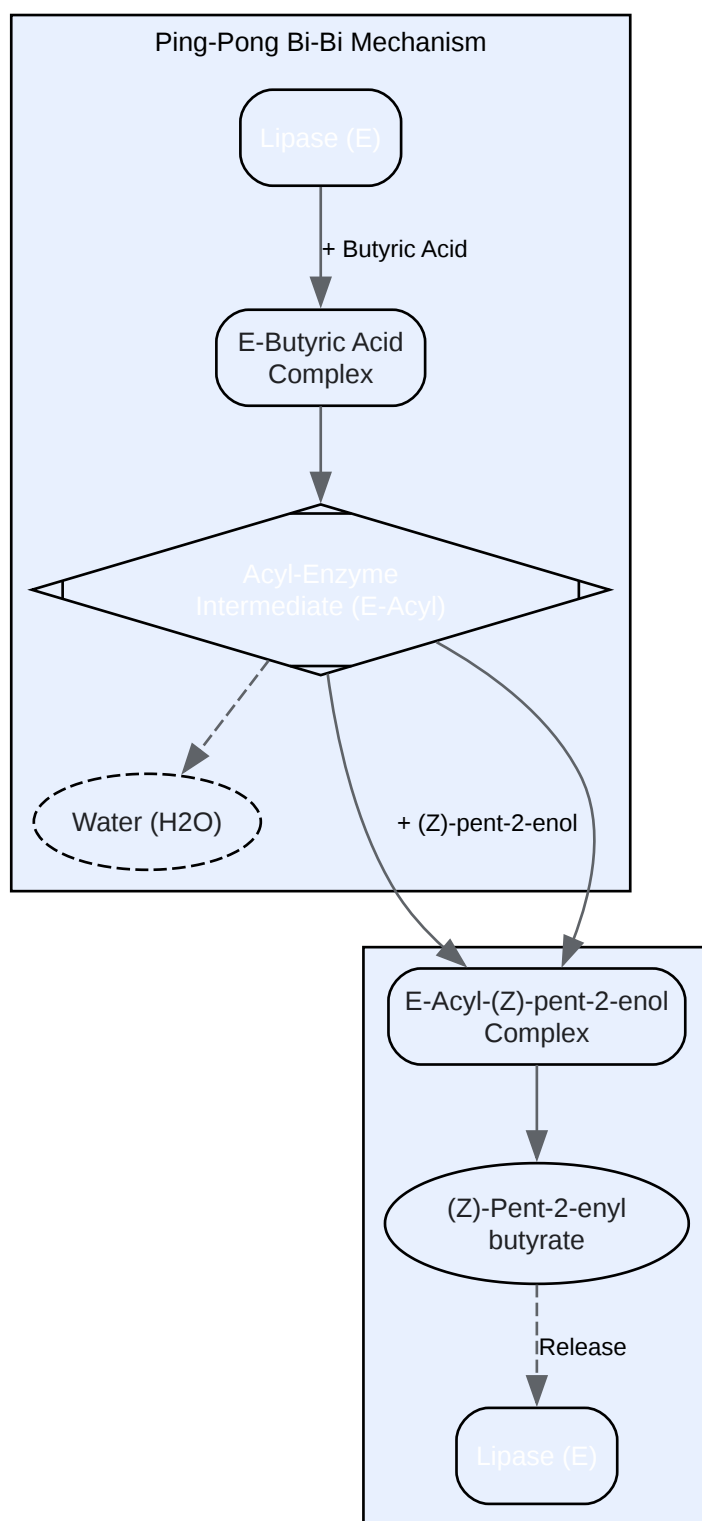 Ping-Pong Bi-Bi Mechanism
Lipase (E)
+ Butyric Acid
E-Butyric Acid
Complex
Acyl-Enzyme
Intermediate (E-Acyl)
Water (H2O)
+ (Z)-pent-2-enol
E-Acyl-(Z)-pent-2-enol
Complex
(Z)-Pent-2-enyl
butyrate
Release
Lipase (E)